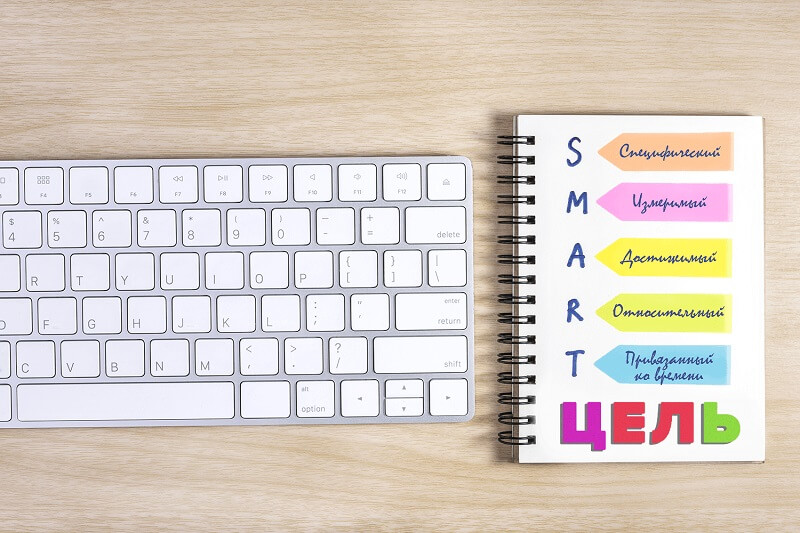 F4 F5 F6 F7 F8 F9 F10 F11 F12
$ % ^ & * ( ) _ +
4 5 6 7 8 9 0 - = delete
R T Y U I O P
{ } |
[ ] \
: " enter
D F G H J K L ; ' return
< > ?
C V B N M , . / shift
alt
option
S Специфический
M Измеримый
A Достижимый
R Относительный
T Привязанный
ко времени
ЦЕЛЬ